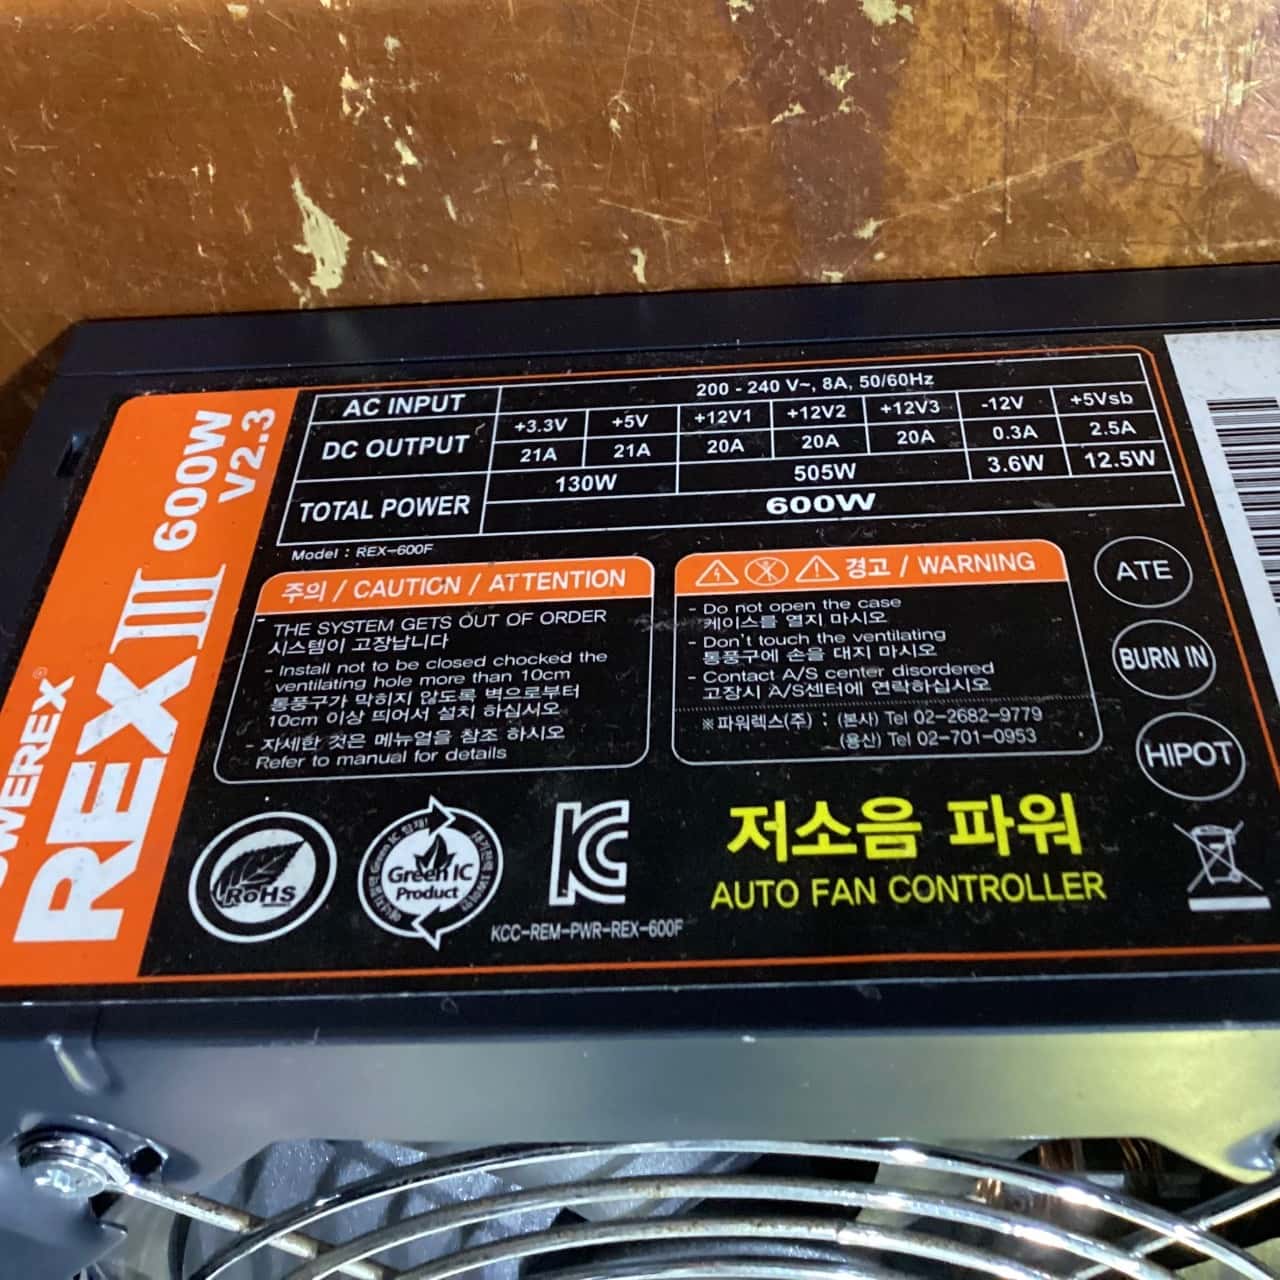 POWEREX®
REX III 600W
V2.3
AC INPUT 200 - 240 V~, 8A, 50/60Hz
DC OUTPUT +3.3V +5V +12V1 +12V2 +12V3 -12V +5Vsb
21A 21A 20A 20A 20A 0.3A 2.5A
TOTAL POWER 130W 505W 3.6W 12.5W
600W
Model : REX-600F
주의 / CAUTION / ATTENTION
THE SYSTEM GETS OUT OF ORDER
시스템이 고장납니다
- Install not to be closed chocked the
ventilating hole more than 10cm
통풍구가 막히지 않도록 벽으로부터
10cm 이상 띄어서 설치 하십시오
- 자세한 것은 메뉴얼을 참조 하시오
Refer to manual for details
경고 / WARNING
- Do not open the case
케이스를 열지 마시오
- Don't touch the ventilating
통풍구에 손을 대지 마시오
- Contact A/S center disordered
고장시 A/S센터에 연락하십시오
※파워렉스(주) : (본사) Tel 02-2682-9779
(용산) Tel 02-701-0953
ATE
BURN IN
HIPOT
RoHS
Green IC
Product
KCC-REM-PWR-REX-600F
저소음 파워
AUTO FAN CONTROLLER